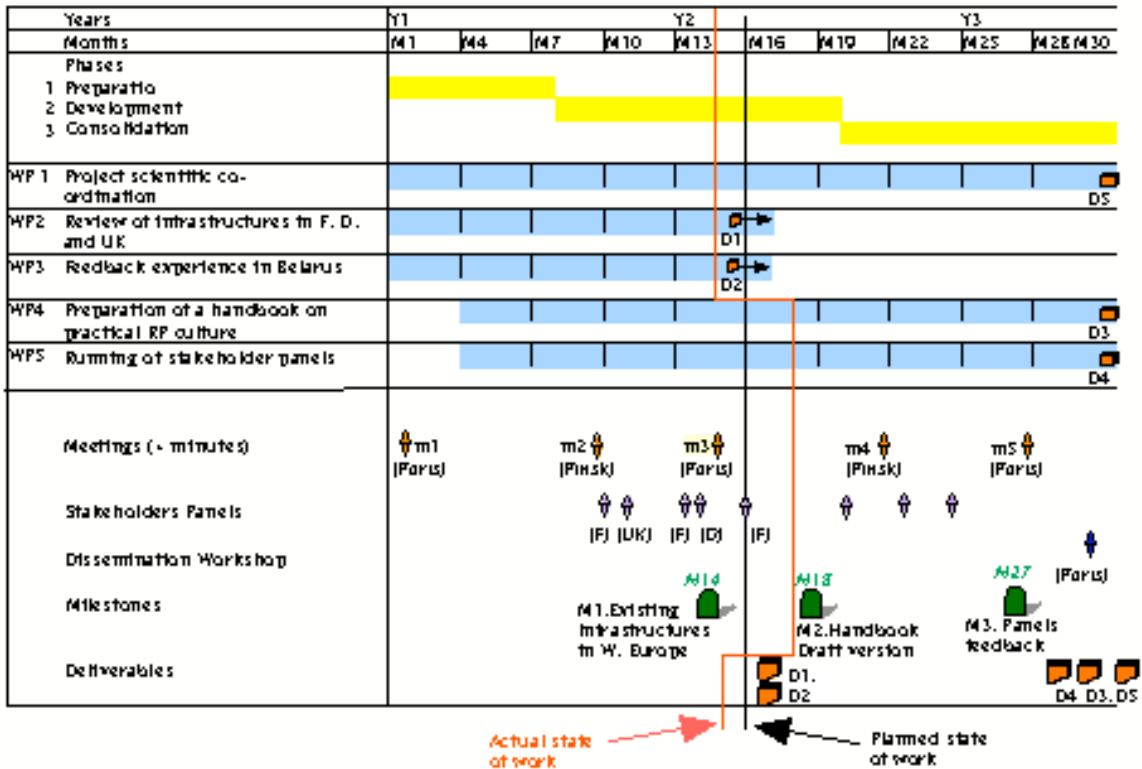 Years Y1 Y2 Y3
Months M1 M4 M7 M10 M13 M16 M19 M22 M25 M28 M30
Phases
1 Preparatio
2 Development
3 Consolidation
WP 1 Project scientific co-
ordination
D5
WP2 Review of infrastructures in F. D.
and UK
D1
WP3 Feedback experience in Belarus
D2
WP4 Preparation of a handbook on
practical RP culture
D3
WP5 Running of stakeholder panels
D4
Meetings (+ minutes) m1 m2 m3 m4 m5
(Paris) (Pinsk) (Paris) (Pinsk) (Paris)
Stakeholders Panels
(F) (UK) (F) (D) (F)
Dissemination Workshop
(Paris)
M14 M18 M27
Milestones
M1.Existing
infrastructures
in W. Europe
M2.Handbook
Draft version
M3. Panels
feedback
Deliverables
D1.
D2
D4 D3. D5
Actual state
of work
Planned state
of work